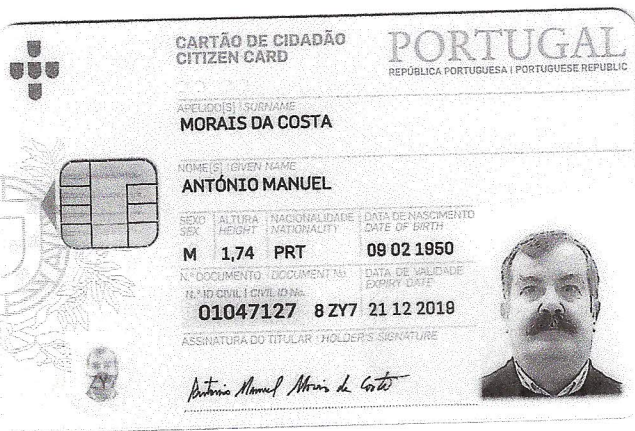 CARTÃO DE CIDADÃO
CITIZEN CARD
PORTUGAL
REPÚBLICA PORTUGUESA | PORTUGUESE REPUBLIC
APELIDO[S] | SURNAME
MORAIS DA COSTA
NOME[S] | GIVEN NAME
ANTÓNIO MANUEL
SEXO ALTURA NACIONALIDADE DATA DE NASCIMENTO
SEX HEIGHT NATIONALITY DATE OF BIRTH
M 1,74 PRT 09 02 1950
N.º DOCUMENTO | DOCUMENT No. DATA DE VALIDADE
N.º ID CIVIL | CIVIL ID No. EXPIRY DATE
01047127 8 ZY7 21 12 2019
ASSINATURA DO TITULAR | HOLDER'S SIGNATURE
António Manuel Morais da Costa
ZY7